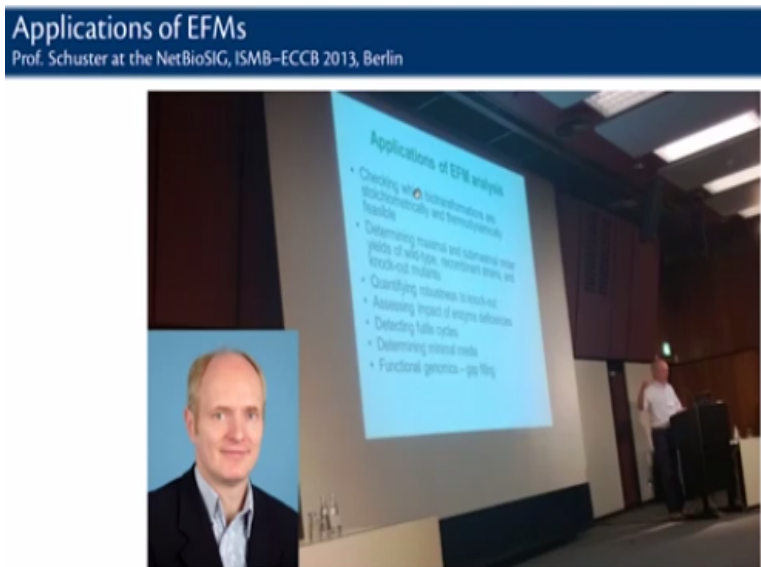 Applications of EFMs
Prof. Schuster at the NetBioSIG, ISMB–ECCB 2013, Berlin
Applications of EFM analysis
• Checking which biotransformations are
stoichiometrically and thermodynamically
feasible
• Determining maximal and submaximal molar
yields of wild-type, recombinant strains, and
knock-out mutants
• Quantifying robustness to knock-out
• Assessing impact of enzyme deficiencies
• Detecting futile cycles
• Determining minimal media
• Functional genomics – gap filling